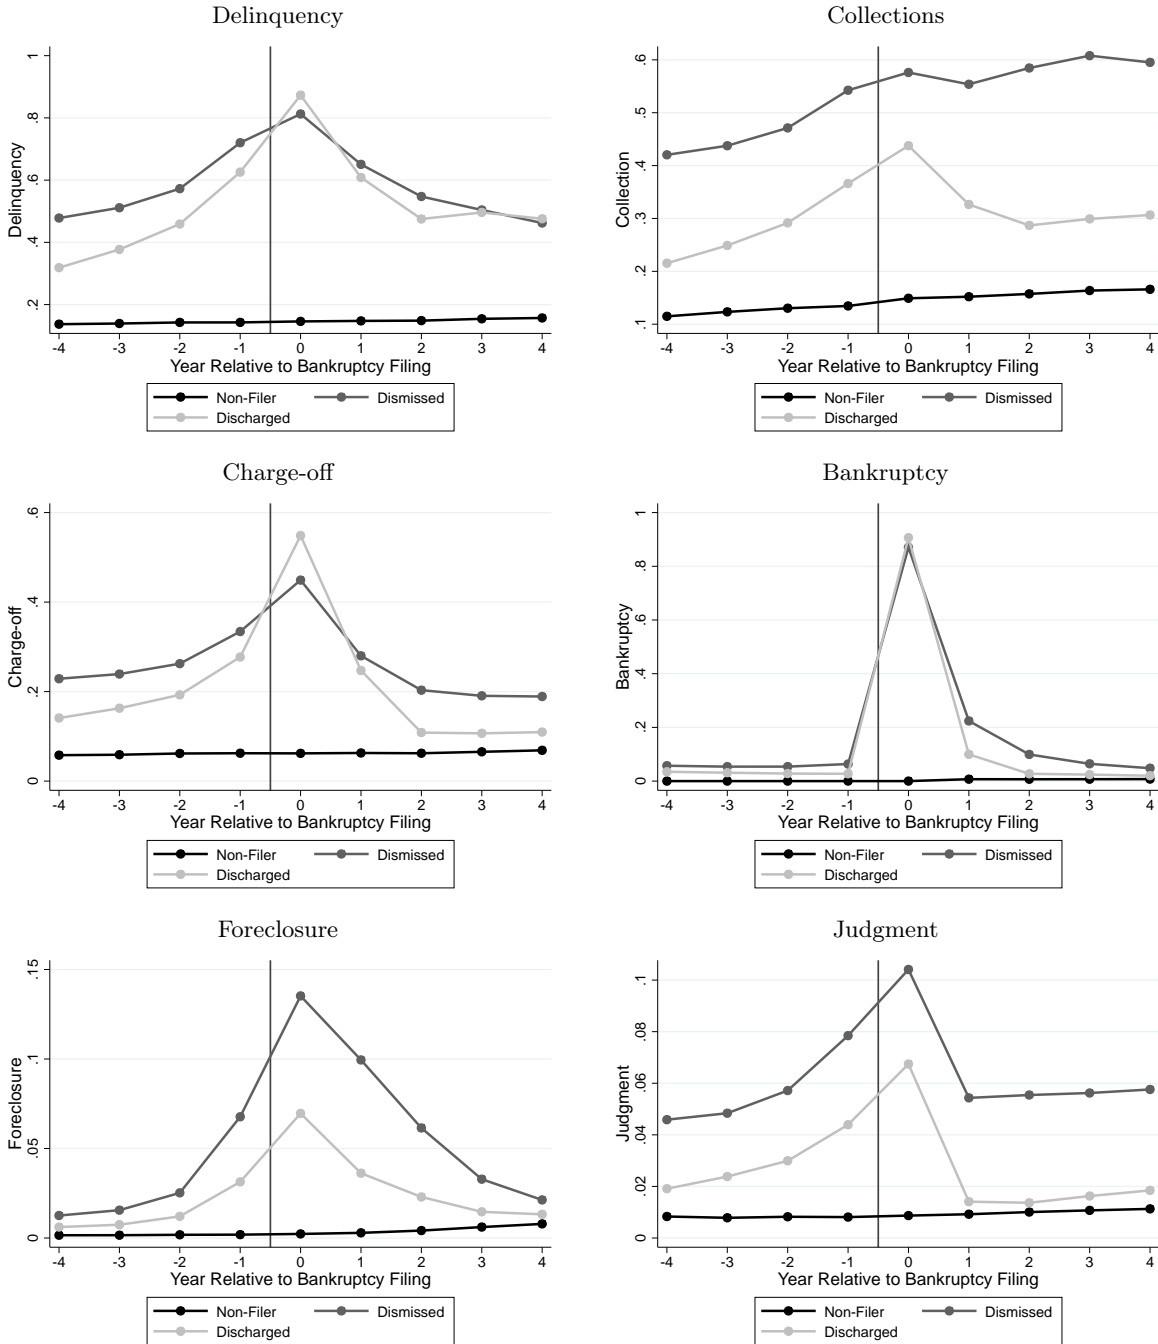 Delinquency
Delinquency
1
.8
.6
.4
.2
-4 -3 -2 -1 0 1 2 3 4
Year Relative to Bankruptcy Filing
Non-Filer Dismissed
Discharged
Collections
Collection
.6
.5
.4
.3
.2
.1
-4 -3 -2 -1 0 1 2 3 4
Year Relative to Bankruptcy Filing
Non-Filer Dismissed
Discharged
Charge-off
Charge-off
.6
.4
.2
0
-4 -3 -2 -1 0 1 2 3 4
Year Relative to Bankruptcy Filing
Non-Filer Dismissed
Discharged
Bankruptcy
Bankruptcy
1
.8
.6
.4
.2
0
-4 -3 -2 -1 0 1 2 3 4
Year Relative to Bankruptcy Filing
Non-Filer Dismissed
Discharged
Foreclosure
Foreclosure
.15
.1
.05
0
-4 -3 -2 -1 0 1 2 3 4
Year Relative to Bankruptcy Filing
Non-Filer Dismissed
Discharged
Judgment
Judgment
.1
.08
.06
.04
.02
0
-4 -3 -2 -1 0 1 2 3 4
Year Relative to Bankruptcy Filing
Non-Filer Dismissed
Discharged